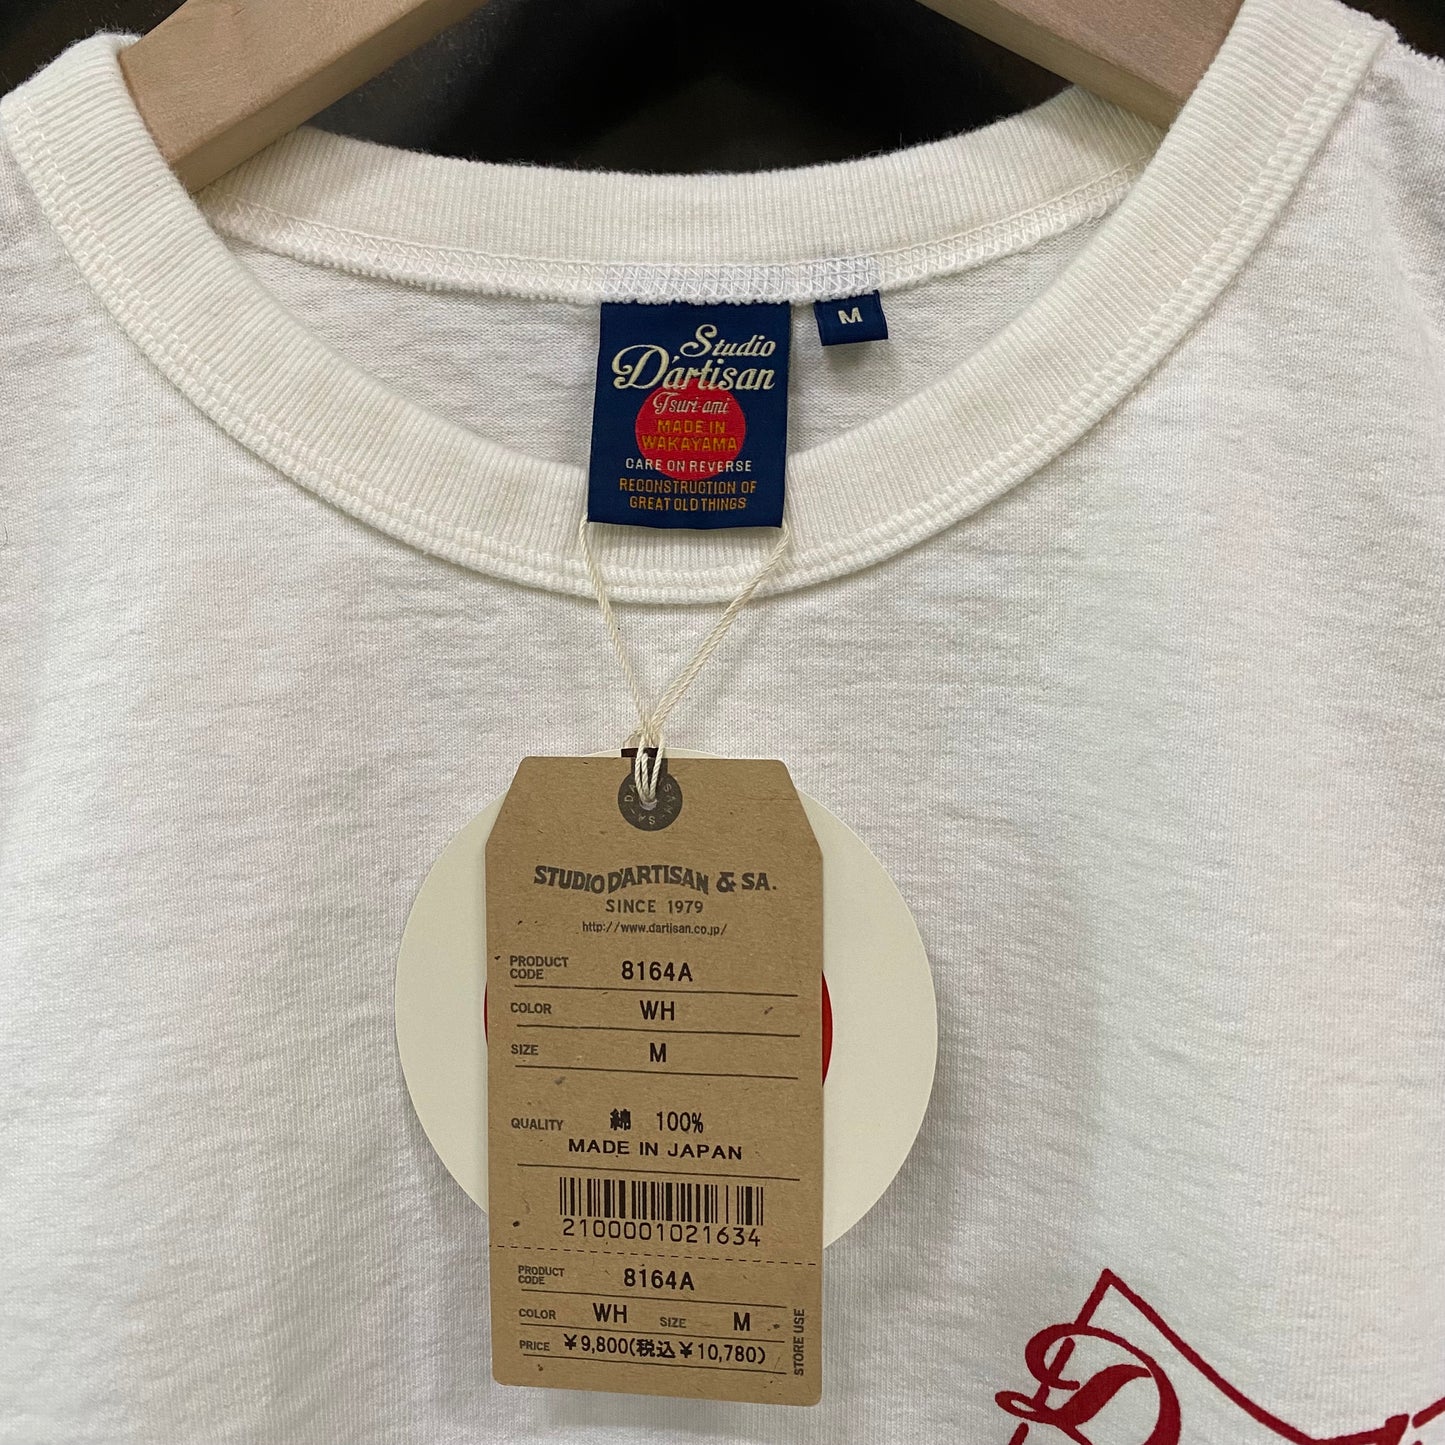 Studio
D'artisan
Tsuri-ami
MADE IN
WAKAYAMA
CARE ON REVERSE
RECONSTRUCTION OF
GREAT OLD THINGS
M
STUDIO D'ARTISAN & SA.
SINCE 1979
http://www.dartisan.co.jp/
PRODUCT CODE 8164A
COLOR WH
SIZE M
QUALITY 綿 100%
MADE IN JAPAN
2100001021634
PRODUCT CODE 8164A
COLOR WH SIZE M
PRICE ¥9,800(税込¥10,780)
STORE USE
D